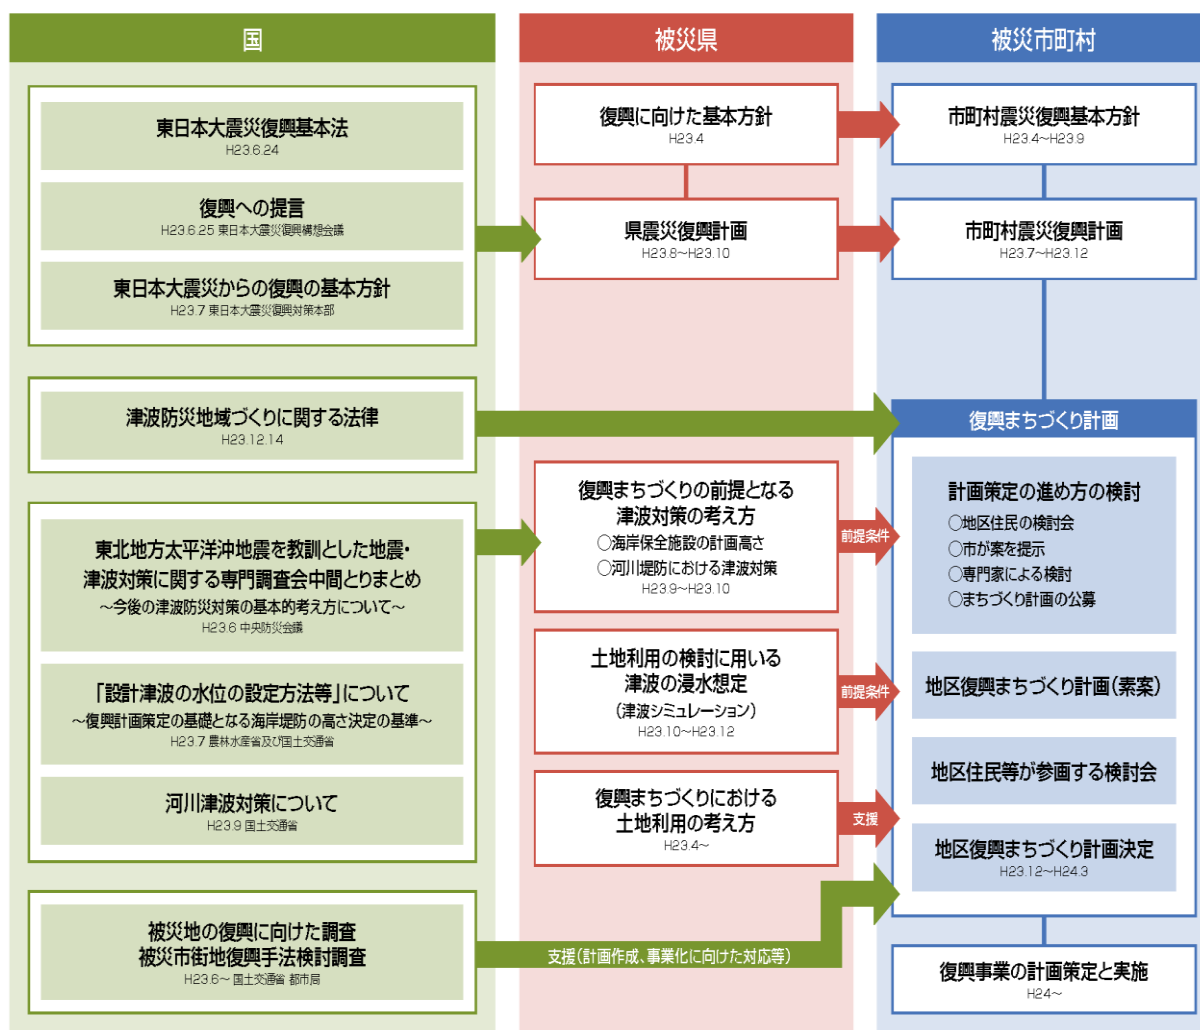 国
東日本大震災復興基本法
H23.6.24
復興への提言
H23.6.25 東日本大震災復興構想会議
東日本大震災からの復興の基本方針
H23.7 東日本大震災復興対策本部
津波防災地域づくりに関する法律
H23.12.14
東北地方太平洋沖地震を教訓とした地震・
津波対策に関する専門調査会中間とりまとめ
～今後の津波防災対策の基本的考え方について～
H23.6 中央防災会議
「設計津波の水位の設定方法等」について
～復興計画策定の基礎となる海岸堤防の高さ決定の基準～
H23.7 農林水産省及び国土交通省
河川津波対策について
H23.9 国土交通省
被災地の復興に向けた調査
被災市街地復興手法検討調査
H23.6～ 国土交通省 都市局
被災県
復興に向けた基本方針
H23.4
県震災復興計画
H23.8～H23.10
復興まちづくりの前提となる
津波対策の考え方
○海岸保全施設の計画高さ
○河川堤防における津波対策
H23.9～H23.10
前提条件
土地利用の検討に用いる
津波の浸水想定
（津波シミュレーション）
H23.10～H23.12
前提条件
復興まちづくりにおける
土地利用の考え方
H23.4～
支援
支援（計画作成、事業化に向けた対応等）
被災市町村
市町村震災復興基本方針
H23.4～H23.9
市町村震災復興計画
H23.7～H23.12
復興まちづくり計画
計画策定の進め方の検討
○地区住民の検討会
○市が案を提示
○専門家による検討
○まちづくり計画の公募
地区復興まちづくり計画（素案）
地区住民等が参画する検討会
地区復興まちづくり計画決定
H23.12～H24.3
復興事業の計画策定と実施
H24～